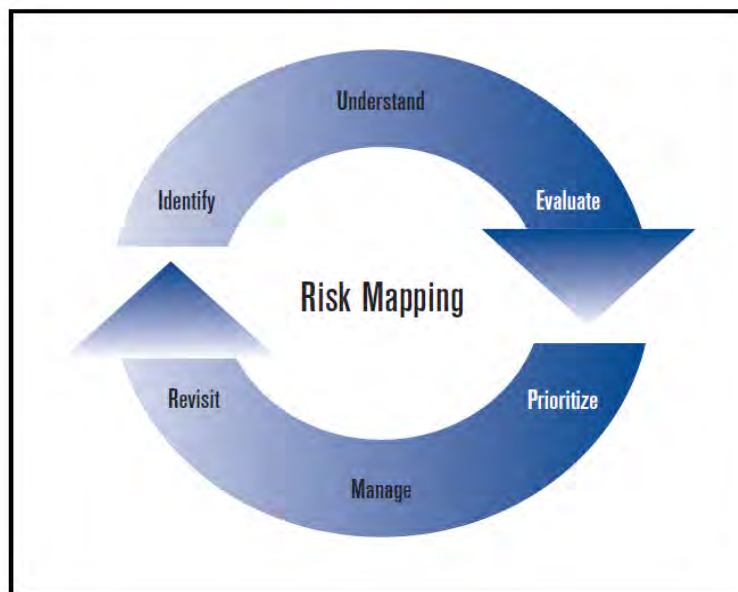 Understand
Identify
Evaluate
Risk Mapping
Revisit
Prioritize
Manage